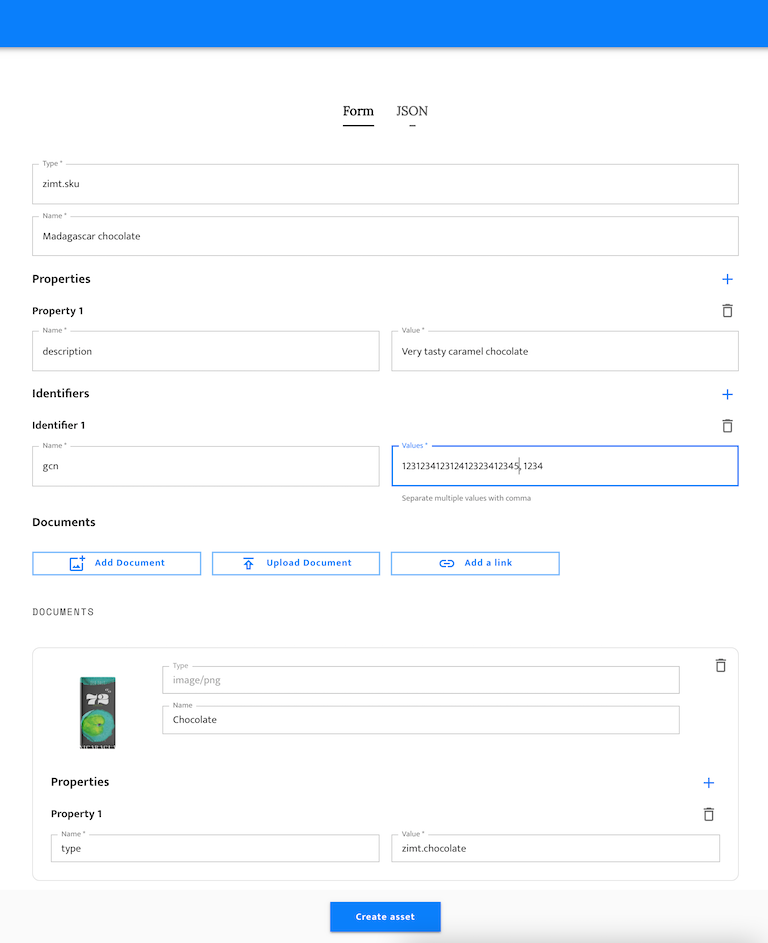 Form JSON
Type *
zimt.sku
Name *
Madagascar chocolate
Properties
Property 1
Name * Value *
description Very tasty caramel chocolate
Identifiers
Identifier 1
Name * Values *
gcn 123123412312412323412345, 1234
Separate multiple values with comma
Documents
Add Document Upload Document Add a link
DOCUMENTS
Type
image/png
Name
72%
Chocolate
Properties
Property 1
Name * Value *
type zimt.chocolate
Create asset